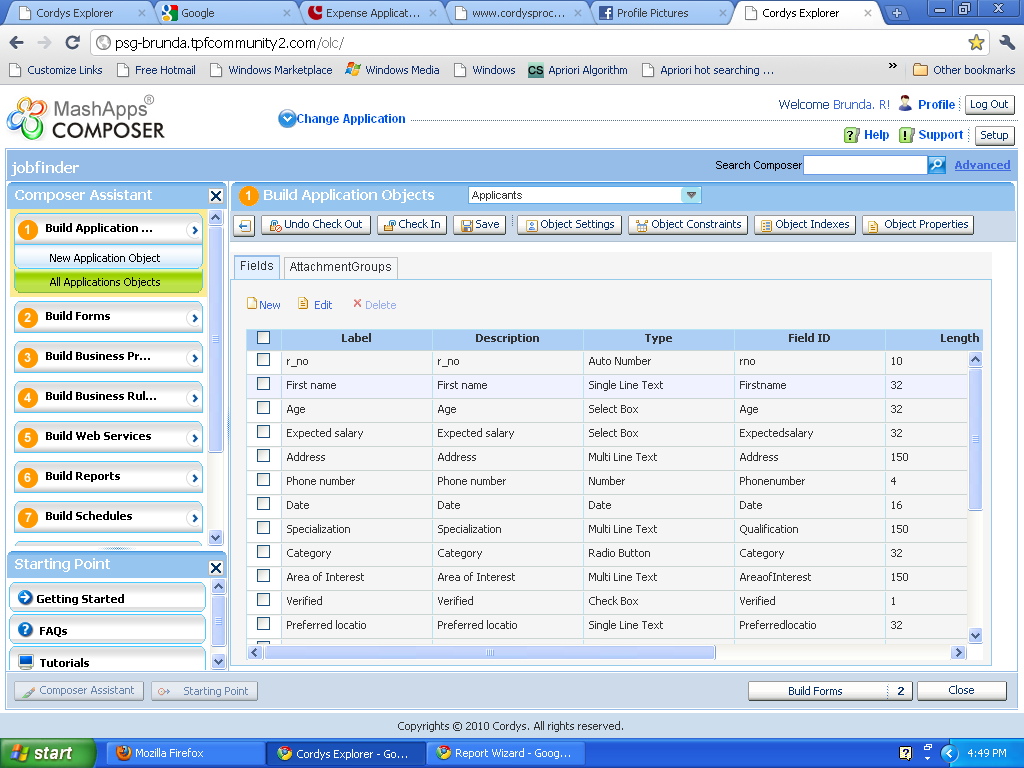 Cordys Explorer
Google
Expense Applicat...
www.cordysproc...
Profile Pictures
Cordys Explorer
psg-brunda.tpfcommunity2.com/olc/
Customize Links
Free Hotmail
Windows Marketplace
Windows Media
Windows
CS Apriori Algorithm
Apriori hot searching ...
»
Other bookmarks
MashApps®
COMPOSER
Change Application
Welcome Brunda. R!
Profile
Log Out
Help
Support
Setup
jobfinder
Search Composer
Advanced
Composer Assistant
1 Build Application ...
New Application Object
All Applications Objects
2 Build Forms
3 Build Business Pr...
4 Build Business Rul...
5 Build Web Services
6 Build Reports
7 Build Schedules
Starting Point
Getting Started
FAQs
Tutorials
1 Build Application Objects
Applicants
Undo Check Out
Check In
Save
Object Settings
Object Constraints
Object Indexes
Object Properties
Fields
AttachmentGroups
New
Edit
Delete
Label Description Type Field ID Length
r_no r_no Auto Number rno 10
First name First name Single Line Text Firstname 32
Age Age Select Box Age 32
Expected salary Expected salary Select Box Expectedsalary 32
Address Address Multi Line Text Address 150
Phone number Phone number Number Phonenumber 4
Date Date Date Date 16
Specialization Specialization Multi Line Text Qualification 150
Category Category Radio Button Category 32
Area of Interest Area of Interest Multi Line Text AreaofInterest 150
Verified Verified Check Box Verified 1
Preferred locatio Preferred locatio Single Line Text Preferredlocatio 32
Composer Assistant
Starting Point
Build Forms 2
Close
Copyrights © 2010 Cordys. All rights reserved.
start
Mozilla Firefox
Cordys Explorer - Go...
Report Wizard - Goog...
4:49 PM